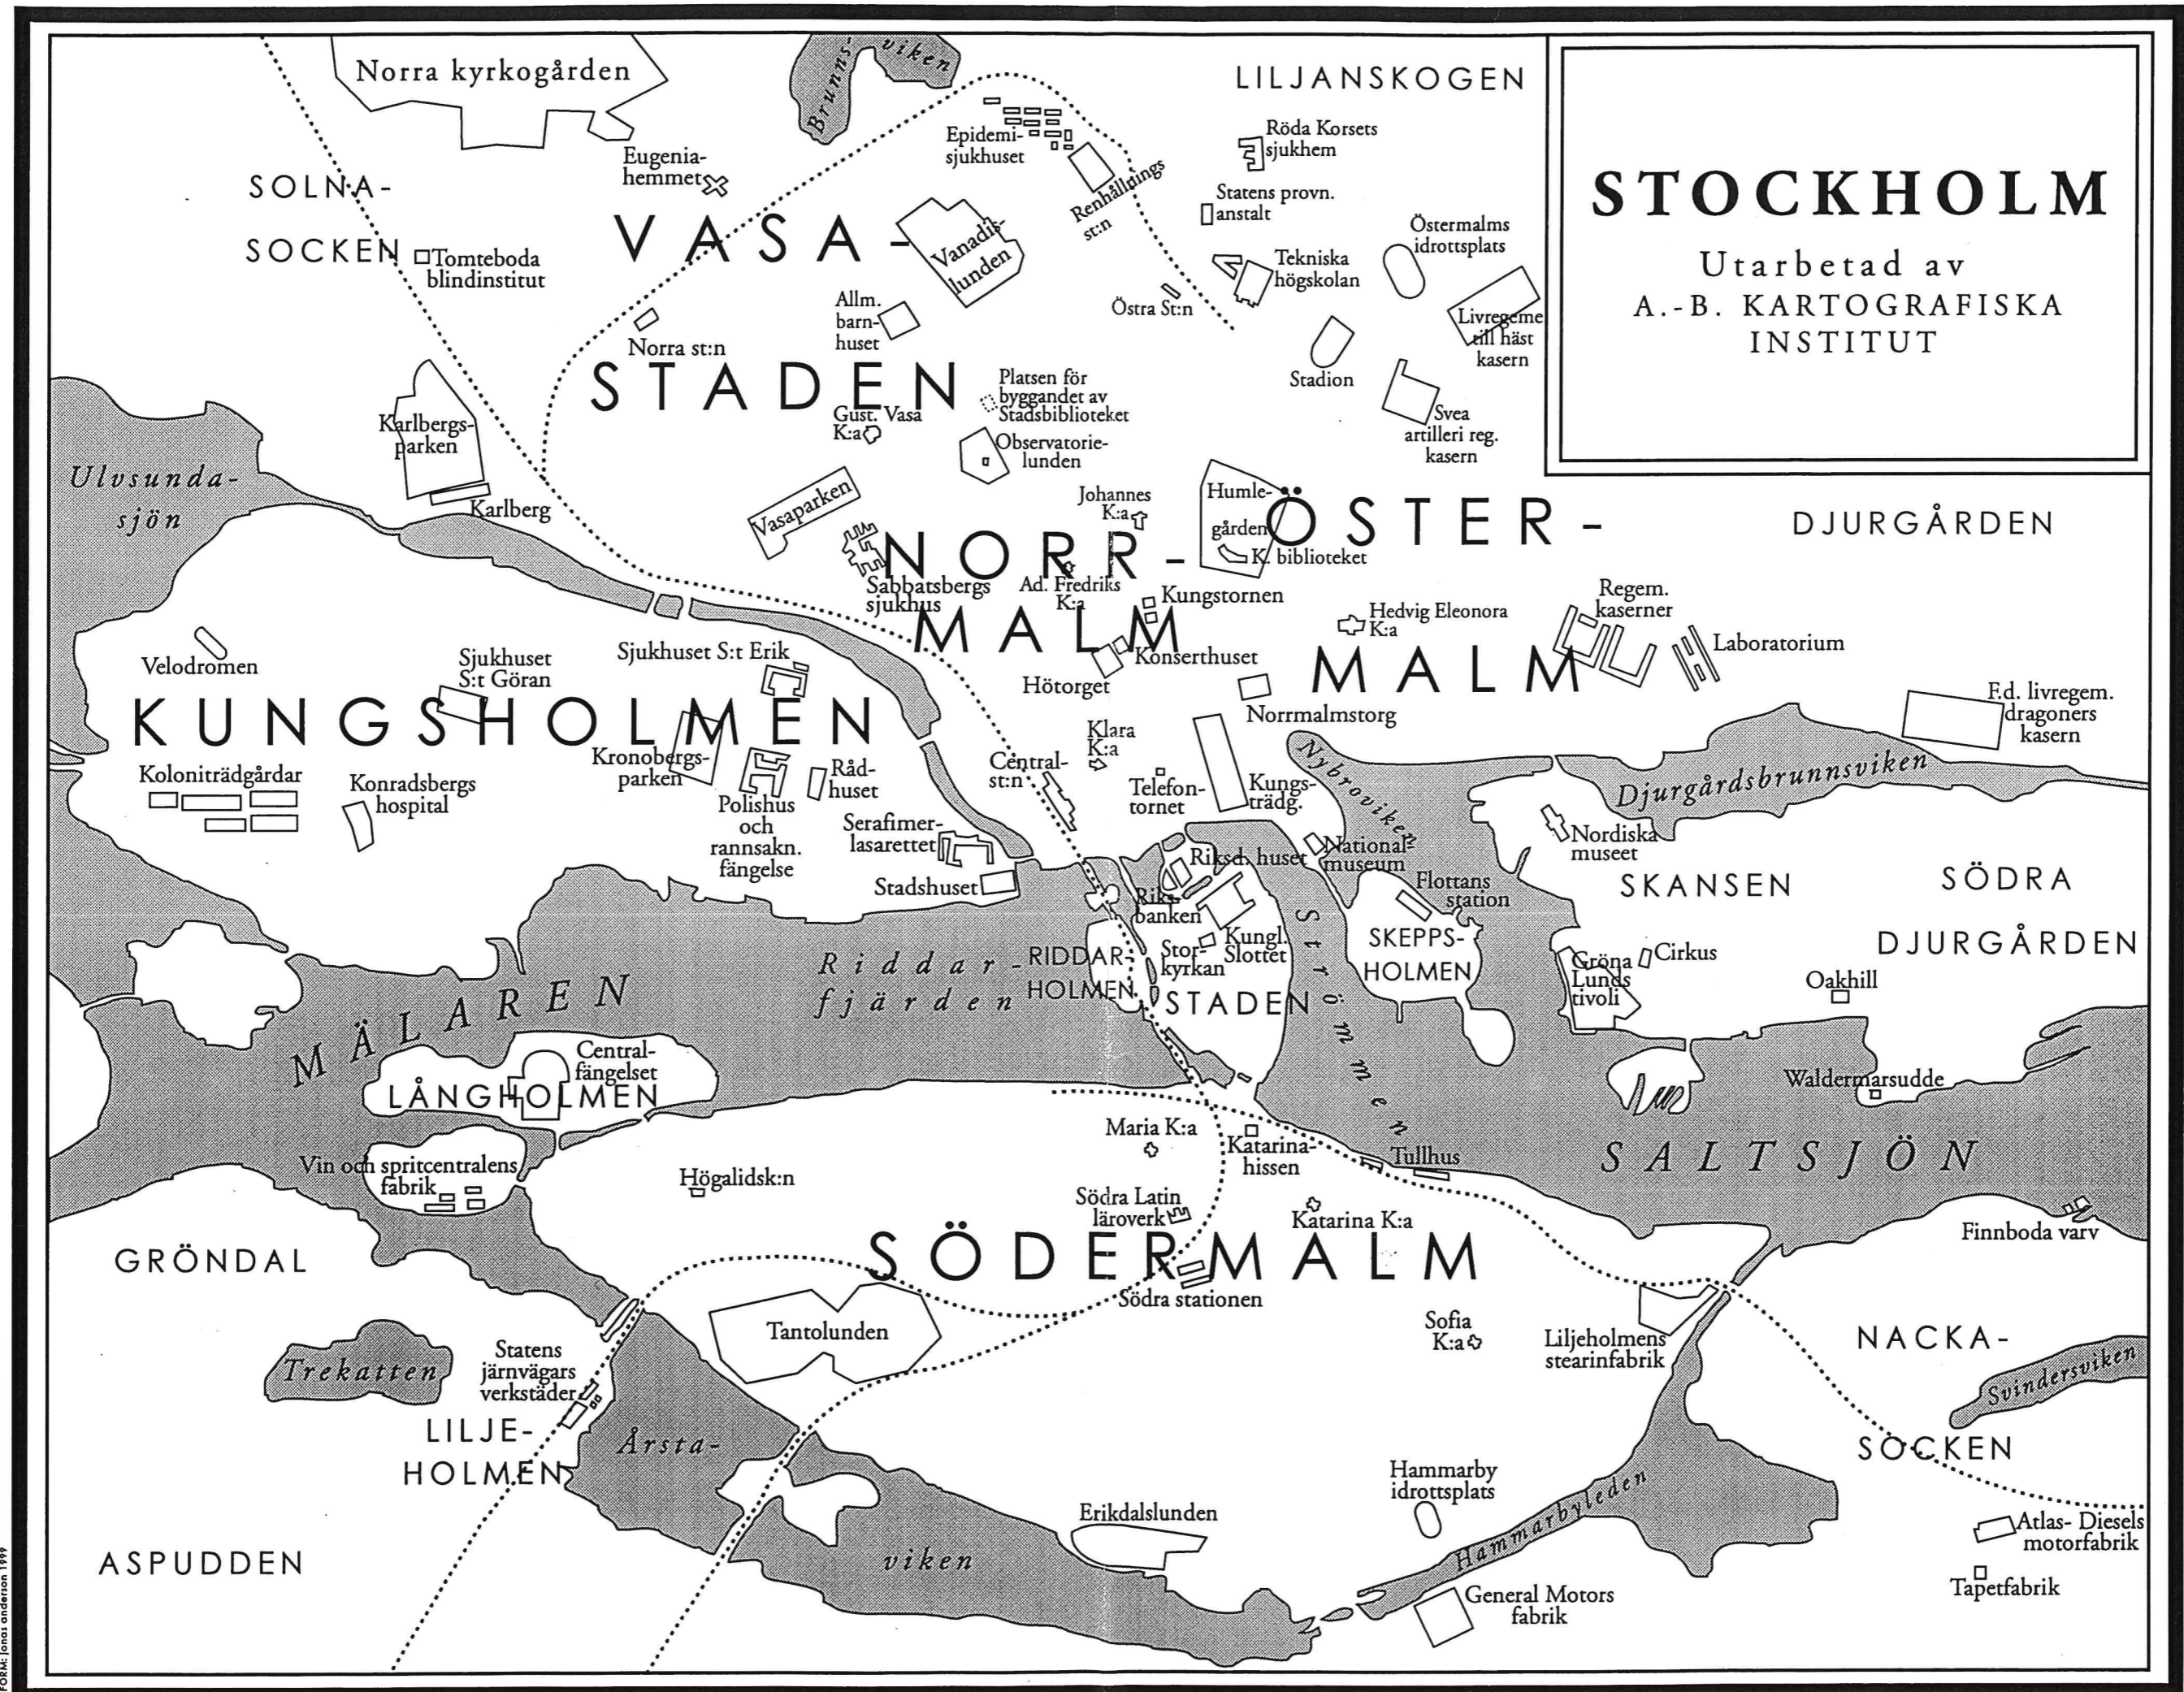 Norra kyrkogården
Brunns-
viken
LILJANSKOGEN
STOCKHOLM
Utarbetad av
A.-B. KARTOGRAFISKA
INSTITUT
SOLNA-
SOCKEN
Eugenia-
hemmet
Epidemi-
sjukhuset
Röda Korsets
sjukhem
Renhållnings
st:n
Statens provn.
anstalt
Tomteboda
blindinstitut
VASA-
STADEN
Vanadis-
lunden
Tekniska
högskolan
Östermalms
idrottsplats
Östra St:n
Allm.
barn-
huset
Norra st:n
Livregeme
till häst
kasern
Stadion
Svea
artilleri reg.
kasern
Platsen för
byggandet av
Stadsbiblioteket
Gust. Vasa
K:a
Observatorie-
lunden
Karlbergs-
parken
Karlberg
Ulvsunda-
sjön
Vasaparken
Johannes
K:a
Humle-
gården
K. biblioteket
ÖSTER-
MALM
DJURGÅRDEN
NORR-
MALM
Sabbatsbergs
sjukhus
Ad. Fredriks
K:a
Kungstornen
Hedvig Eleonora
K:a
Regem.
kaserner
Laboratorium
Velodromen
Sjukhuset
S:t Göran
Sjukhuset S:t Erik
Konserthuset
Hötorget
Norrmalmstorg
F.d. livregem.
dragoners
kasern
KUNGSHOLMEN
Kronobergs-
parken
Koloniträdgårdar
Konradsbergs
hospital
Polishus
och
rannsakn.
fängelse
Råd-
huset
Klara
K:a
Central-
st:n
Telefon-
tornet
Kungs-
trädg.
Nybroviken
Djurgårdsbrunnsviken
Serafimer-
lasarettet
Stadshuset
Riksd. huset
National-
museum
Nordiska
museet
Flottans
station
SKANSEN
SÖDRA
DJURGÅRDEN
Riks-
banken
Kungl.
Slottet
Stor-
kyrkan
Strömmen
SKEPPS-
HOLMEN
Gröna
Lunds
tivoli
Cirkus
Oakhill
Riddar-
fjärden
RIDDAR-
HOLMEN
STADEN
MÄLAREN
Central-
fängelset
LÅNGHOLMEN
Waldermarsudde
SALTSJÖN
Vin och spritcentralens
fabrik
Högalidsk:n
Maria K:a
Katarina-
hissen
Tullhus
Södra Latin
läroverk
Katarina K:a
Finnboda varv
GRÖNDAL
SÖDERMALM
Södra stationen
Tantolunden
Sofia
K:a
Liljeholmens
stearinfabrik
NACKA-
SOCKEN
Svindersviken
Trekatten
Statens
järnvägars
verkstäder
LILJE-
HOLMEN
Årsta-
viken
Hammarby
idrottsplats
Hammarbyleden
Erikdalslunden
Atlas- Diesels
motorfabrik
Tapetfabrik
ASPUDDEN
General Motors
fabrik
FORM: jonas anderson 1999